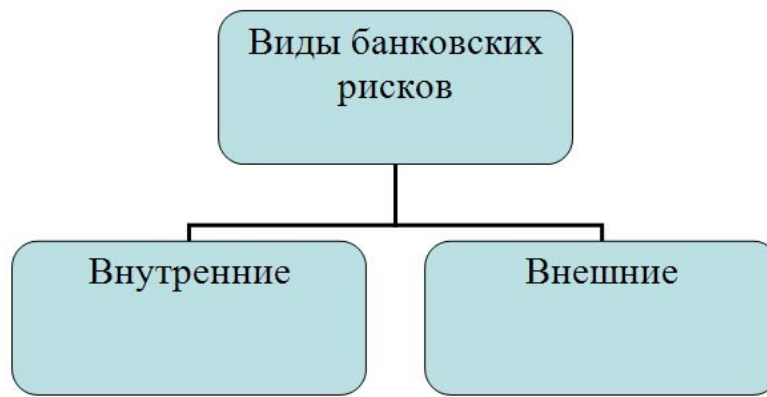 Виды банковских
рисков
Внутренние
Внешние